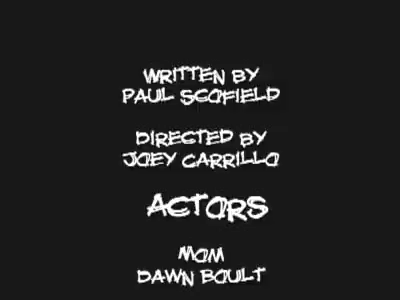 WRITTEN BY
PAUL SCOFIELD
DIRECTED BY
JOEY CARRILLO
ACTORS
MOM
DAWN BOULT